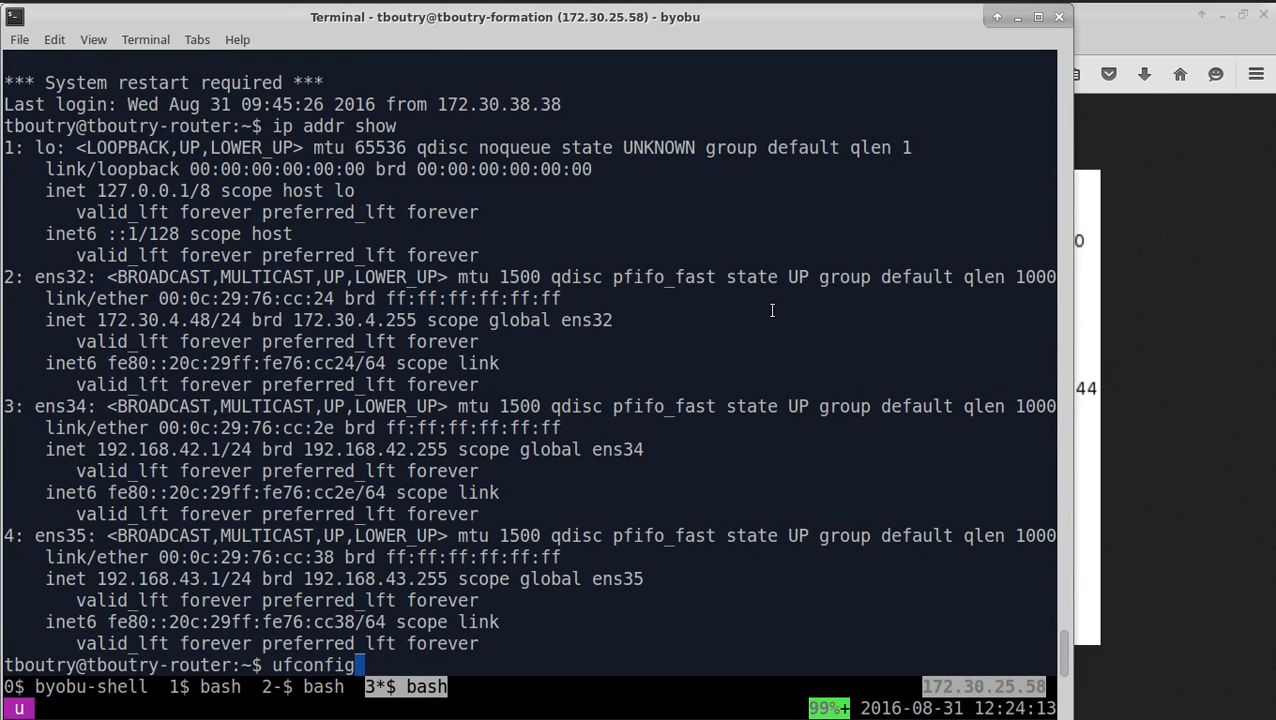 Terminal - tboutry@tboutry-formation (172.30.25.58) - byobu
File Edit View Terminal Tabs Help
*** System restart required ***
Last login: Wed Aug 31 09:45:26 2016 from 172.30.38.38
tboutry@tboutry-router:~$ ip addr show
1: lo: <LOOPBACK,UP,LOWER_UP> mtu 65536 qdisc noqueue state UNKNOWN group default qlen 1
link/loopback 00:00:00:00:00:00 brd 00:00:00:00:00:00
inet 127.0.0.1/8 scope host lo
valid_lft forever preferred_lft forever
inet6 ::1/128 scope host
valid_lft forever preferred_lft forever
2: ens32: <BROADCAST,MULTICAST,UP,LOWER_UP> mtu 1500 qdisc pfifo_fast state UP group default qlen 1000
link/ether 00:0c:29:76:cc:24 brd ff:ff:ff:ff:ff:ff
inet 172.30.4.48/24 brd 172.30.4.255 scope global ens32
valid_lft forever preferred_lft forever
inet6 fe80::20c:29ff:fe76:cc24/64 scope link
valid_lft forever preferred_lft forever
3: ens34: <BROADCAST,MULTICAST,UP,LOWER_UP> mtu 1500 qdisc pfifo_fast state UP group default qlen 1000
link/ether 00:0c:29:76:cc:2e brd ff:ff:ff:ff:ff:ff
inet 192.168.42.1/24 brd 192.168.42.255 scope global ens34
valid_lft forever preferred_lft forever
inet6 fe80::20c:29ff:fe76:cc2e/64 scope link
valid_lft forever preferred_lft forever
4: ens35: <BROADCAST,MULTICAST,UP,LOWER_UP> mtu 1500 qdisc pfifo_fast state UP group default qlen 1000
link/ether 00:0c:29:76:cc:38 brd ff:ff:ff:ff:ff:ff
inet 192.168.43.1/24 brd 192.168.43.255 scope global ens35
valid_lft forever preferred_lft forever
inet6 fe80::20c:29ff:fe76:cc38/64 scope link
valid_lft forever preferred_lft forever
tboutry@tboutry-router:~$ ufconfig
0$ byobu-shell 1$ bash 2-$ bash 3*$ bash 172.30.25.58
u 99%+ 2016-08-31 12:24:13
0
44